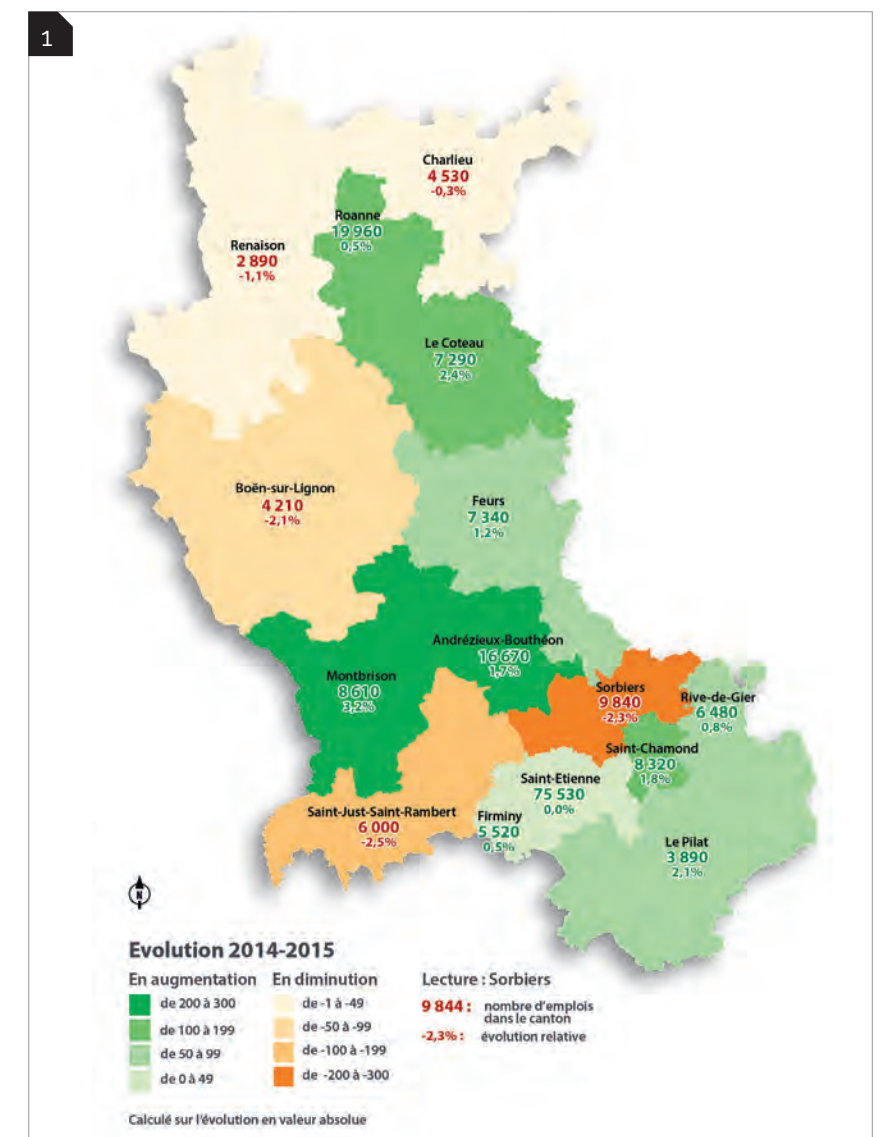 1
Charlieu
4 530
-0,3%
Roanne
19 960
0,5%
Renaison
2 890
-1,1%
Le Coteau
7 290
2,4%
Boën-sur-Lignon
4 210
-2,1%
Feurs
7 340
1,2%
Andrézieux-Bouthéon
16 670
1,7%
Montbrison
8 610
3,2%
Sorbiers
9 840
-2,3%
Rive-de-Gier
6 480
0,8%
Saint-Chamond
8 320
1,8%
Saint-Etienne
75 530
0,0%
Saint-Just-Saint-Rambert
6 000
-2,5%
Firminy
5 520
0,5%
Le Pilat
3 890
2,1%
N
Evolution 2014-2015
En augmentation
de 200 à 300
de 100 à 199
de 50 à 99
de 0 à 49
En diminution
de -1 à -49
de -50 à -99
de -100 à -199
de -200 à -300
Lecture : Sorbiers
9 844 : nombre d'emplois
dans le canton
-2,3% : évolution relative
Calculé sur l'évolution en valeur absolue